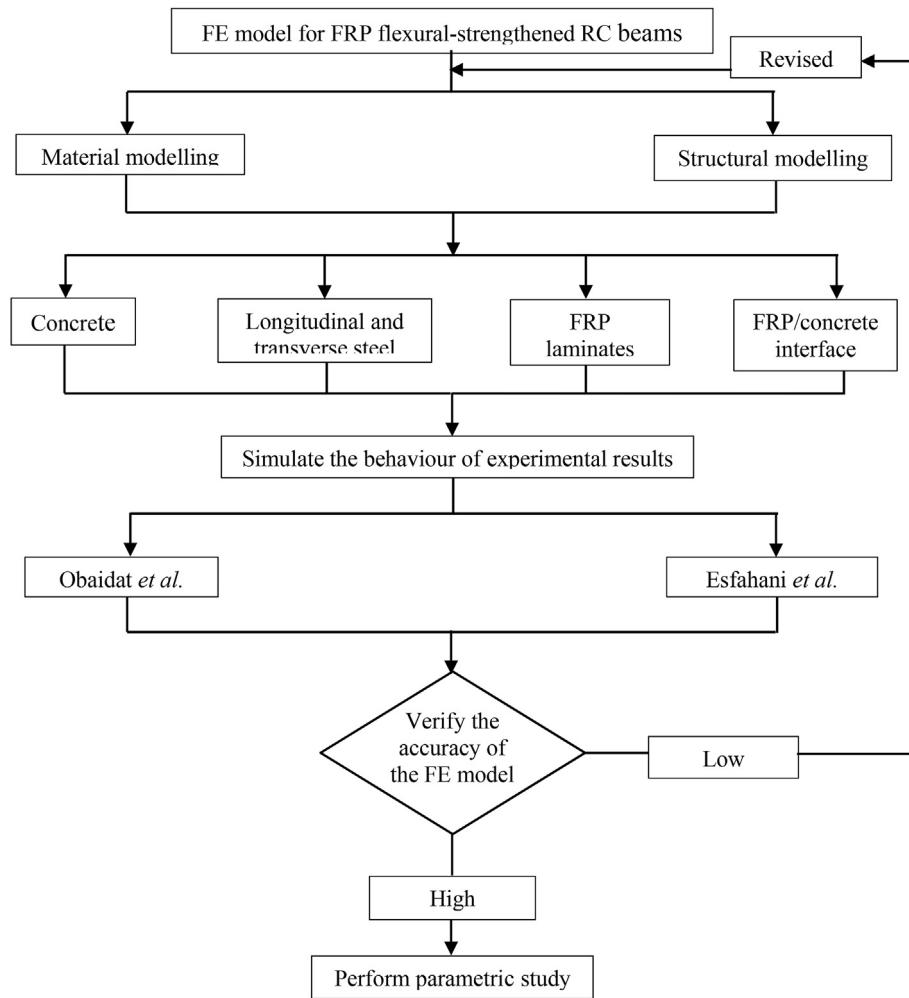 FE model for FRP flexural-strengthened RC beams
Revised
Material modelling
Structural modelling
Concrete
Longitudinal and
transverse steel
FRP
laminates
FRP/concrete
interface
Simulate the behaviour of experimental results
Obaidat et al.
Esfahani et al.
Verify the
accuracy of
the FE model
Low
High
Perform parametric study